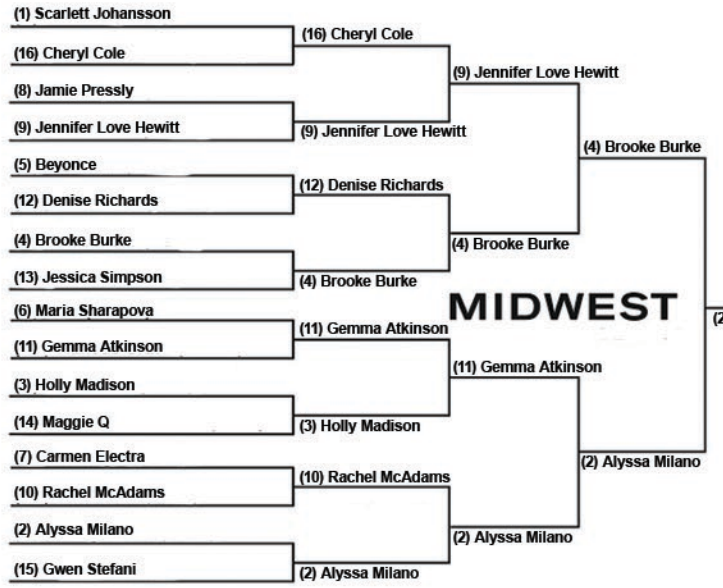 (1) Scarlett Johansson
(16) Cheryl Cole
(8) Jamie Pressly
(9) Jennifer Love Hewitt
(5) Beyonce
(12) Denise Richards
(4) Brooke Burke
(13) Jessica Simpson
(6) Maria Sharapova
(11) Gemma Atkinson
(3) Holly Madison
(14) Maggie Q
(7) Carmen Electra
(10) Rachel McAdams
(2) Alyssa Milano
(15) Gwen Stefani
(16) Cheryl Cole
(9) Jennifer Love Hewitt
(12) Denise Richards
(4) Brooke Burke
(11) Gemma Atkinson
(3) Holly Madison
(10) Rachel McAdams
(2) Alyssa Milano
(9) Jennifer Love Hewitt
(4) Brooke Burke
(11) Gemma Atkinson
(2) Alyssa Milano
(4) Brooke Burke
(2) Alyssa Milano
MIDWEST
(2